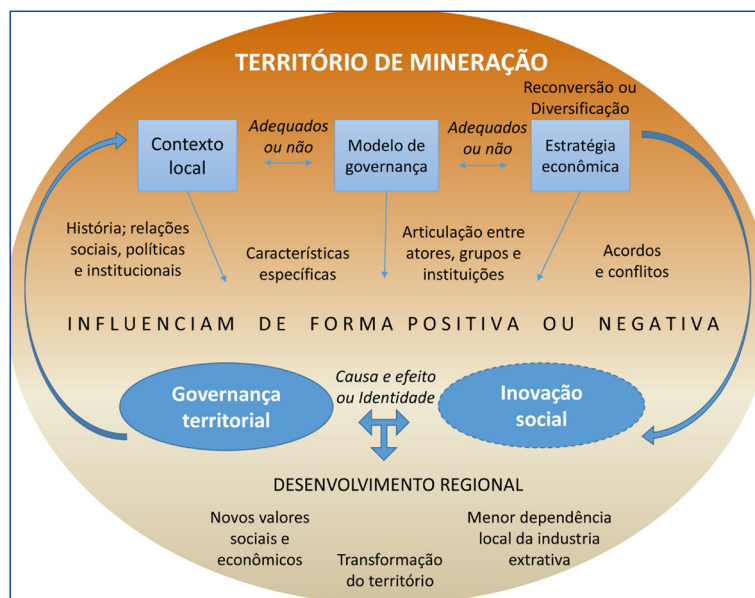 TERRITÓRIO DE MINERAÇÃO
Reconversão ou
Diversificação
Contexto
local
Adequados
ou não
Modelo de
governança
Adequados
ou não
Estratégia
econômica
História; relações
sociais, políticas
e institucionais
Características
específicas
Articulação entre
atores, grupos e
instituições
Acordos
e conflitos
INFLUENCIAM DE FORMA POSITIVA OU NEGATIVA
Governança
territorial
Causa e efeito
ou Identidade
Inovação
social
DESENVOLVIMENTO REGIONAL
Novos valores
sociais e
econômicos
Transformação
do território
Menor dependência
local da industria
extrativa